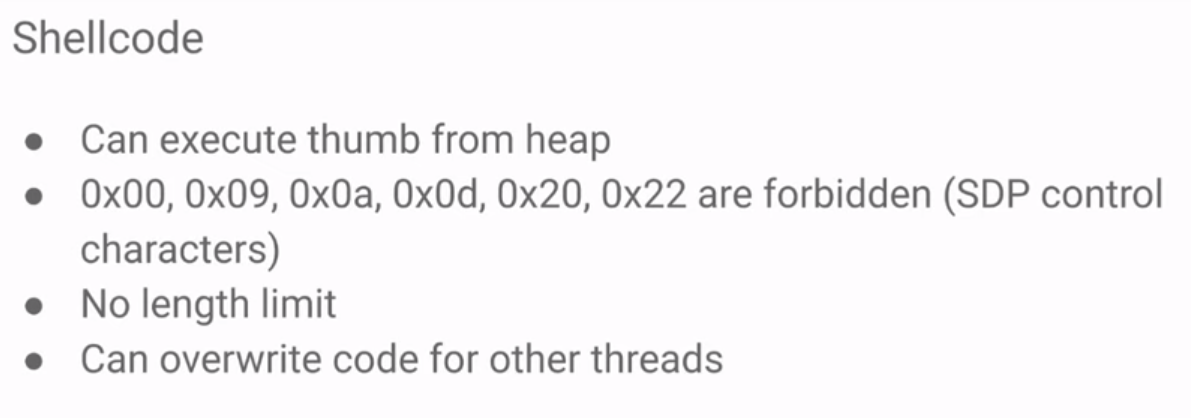 Shellcode
● Can execute thumb from heap
● 0x00, 0x09, 0x0a, 0x0d, 0x20, 0x22 are forbidden (SDP control
characters)
● No length limit
● Can overwrite code for other threads